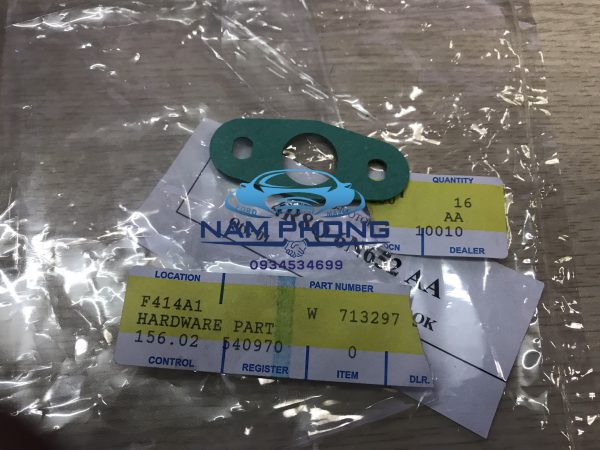 QUANTITY
16
AA
10010
DEALER
NAM PHONG
0934534699
652 AA
OK
LOCATION
PART NUMBER
F414A1
W 713297
HARDWARE PART
156.02 540970
0
CONTROL
REGISTER
ITEM
DLR.